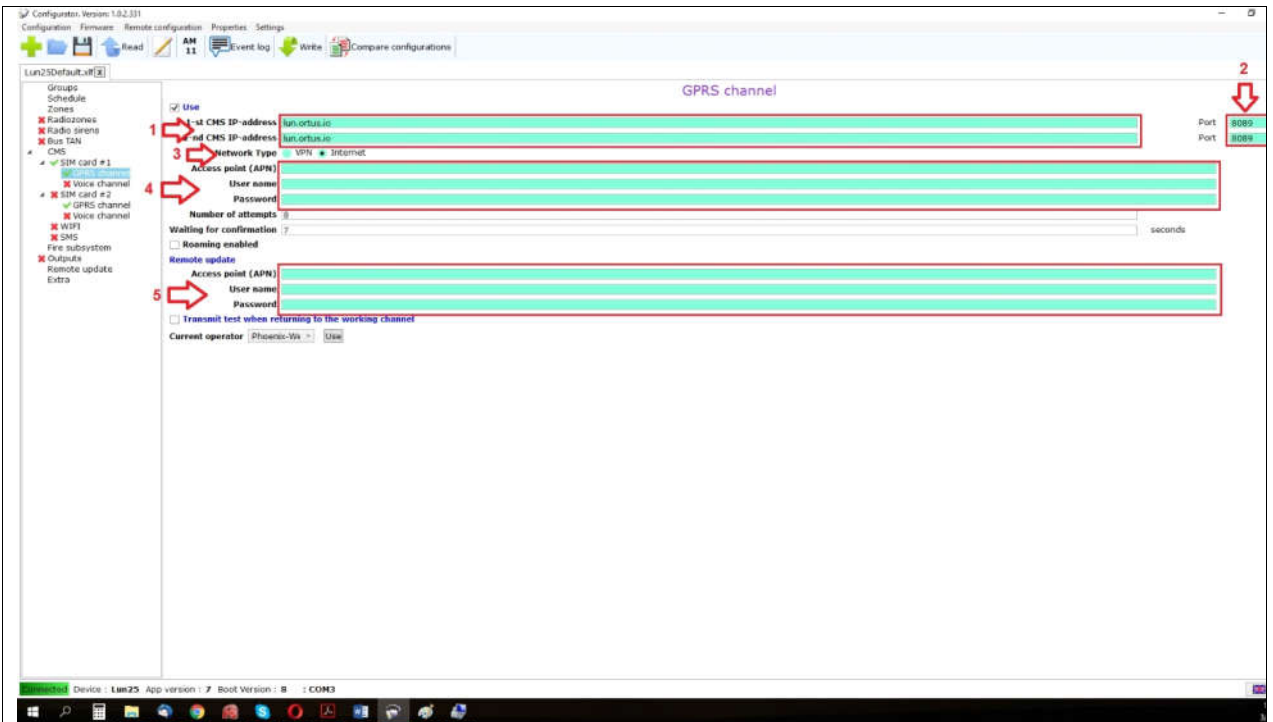 Configurator. Version: 1.0.2.331
Configuration Firmware Remote configuration Properties Settings
Read AM 11 Event log Write Compare configurations
Lun25Default.xlf
2
Groups
Schedule
Zones
Radiozones
Radio sirens
Bus TAN
CMS
SIM card #1
GPRS channel
Voice channel
SIM card #2
GPRS channel
Voice channel
WIFI
SMS
Fire subsystem
Outputs
Remote update
Extra
GPRS channel
Use
1
1-st CMS IP-address lun.ortus.io Port 8089
2-nd CMS IP-address lun.ortus.io Port 8089
3 Network Type VPN Internet
Access point (APN)
4 User name
Password
Number of attempts
Waiting for confirmation 7 seconds
Roaming enabled
Remote update
Access point (APN)
5 User name
Password
Transmit test when returning to the working channel
Current operator Use
Connected Device : Lun25 App version : 7 Boot Version : 8 : COM3